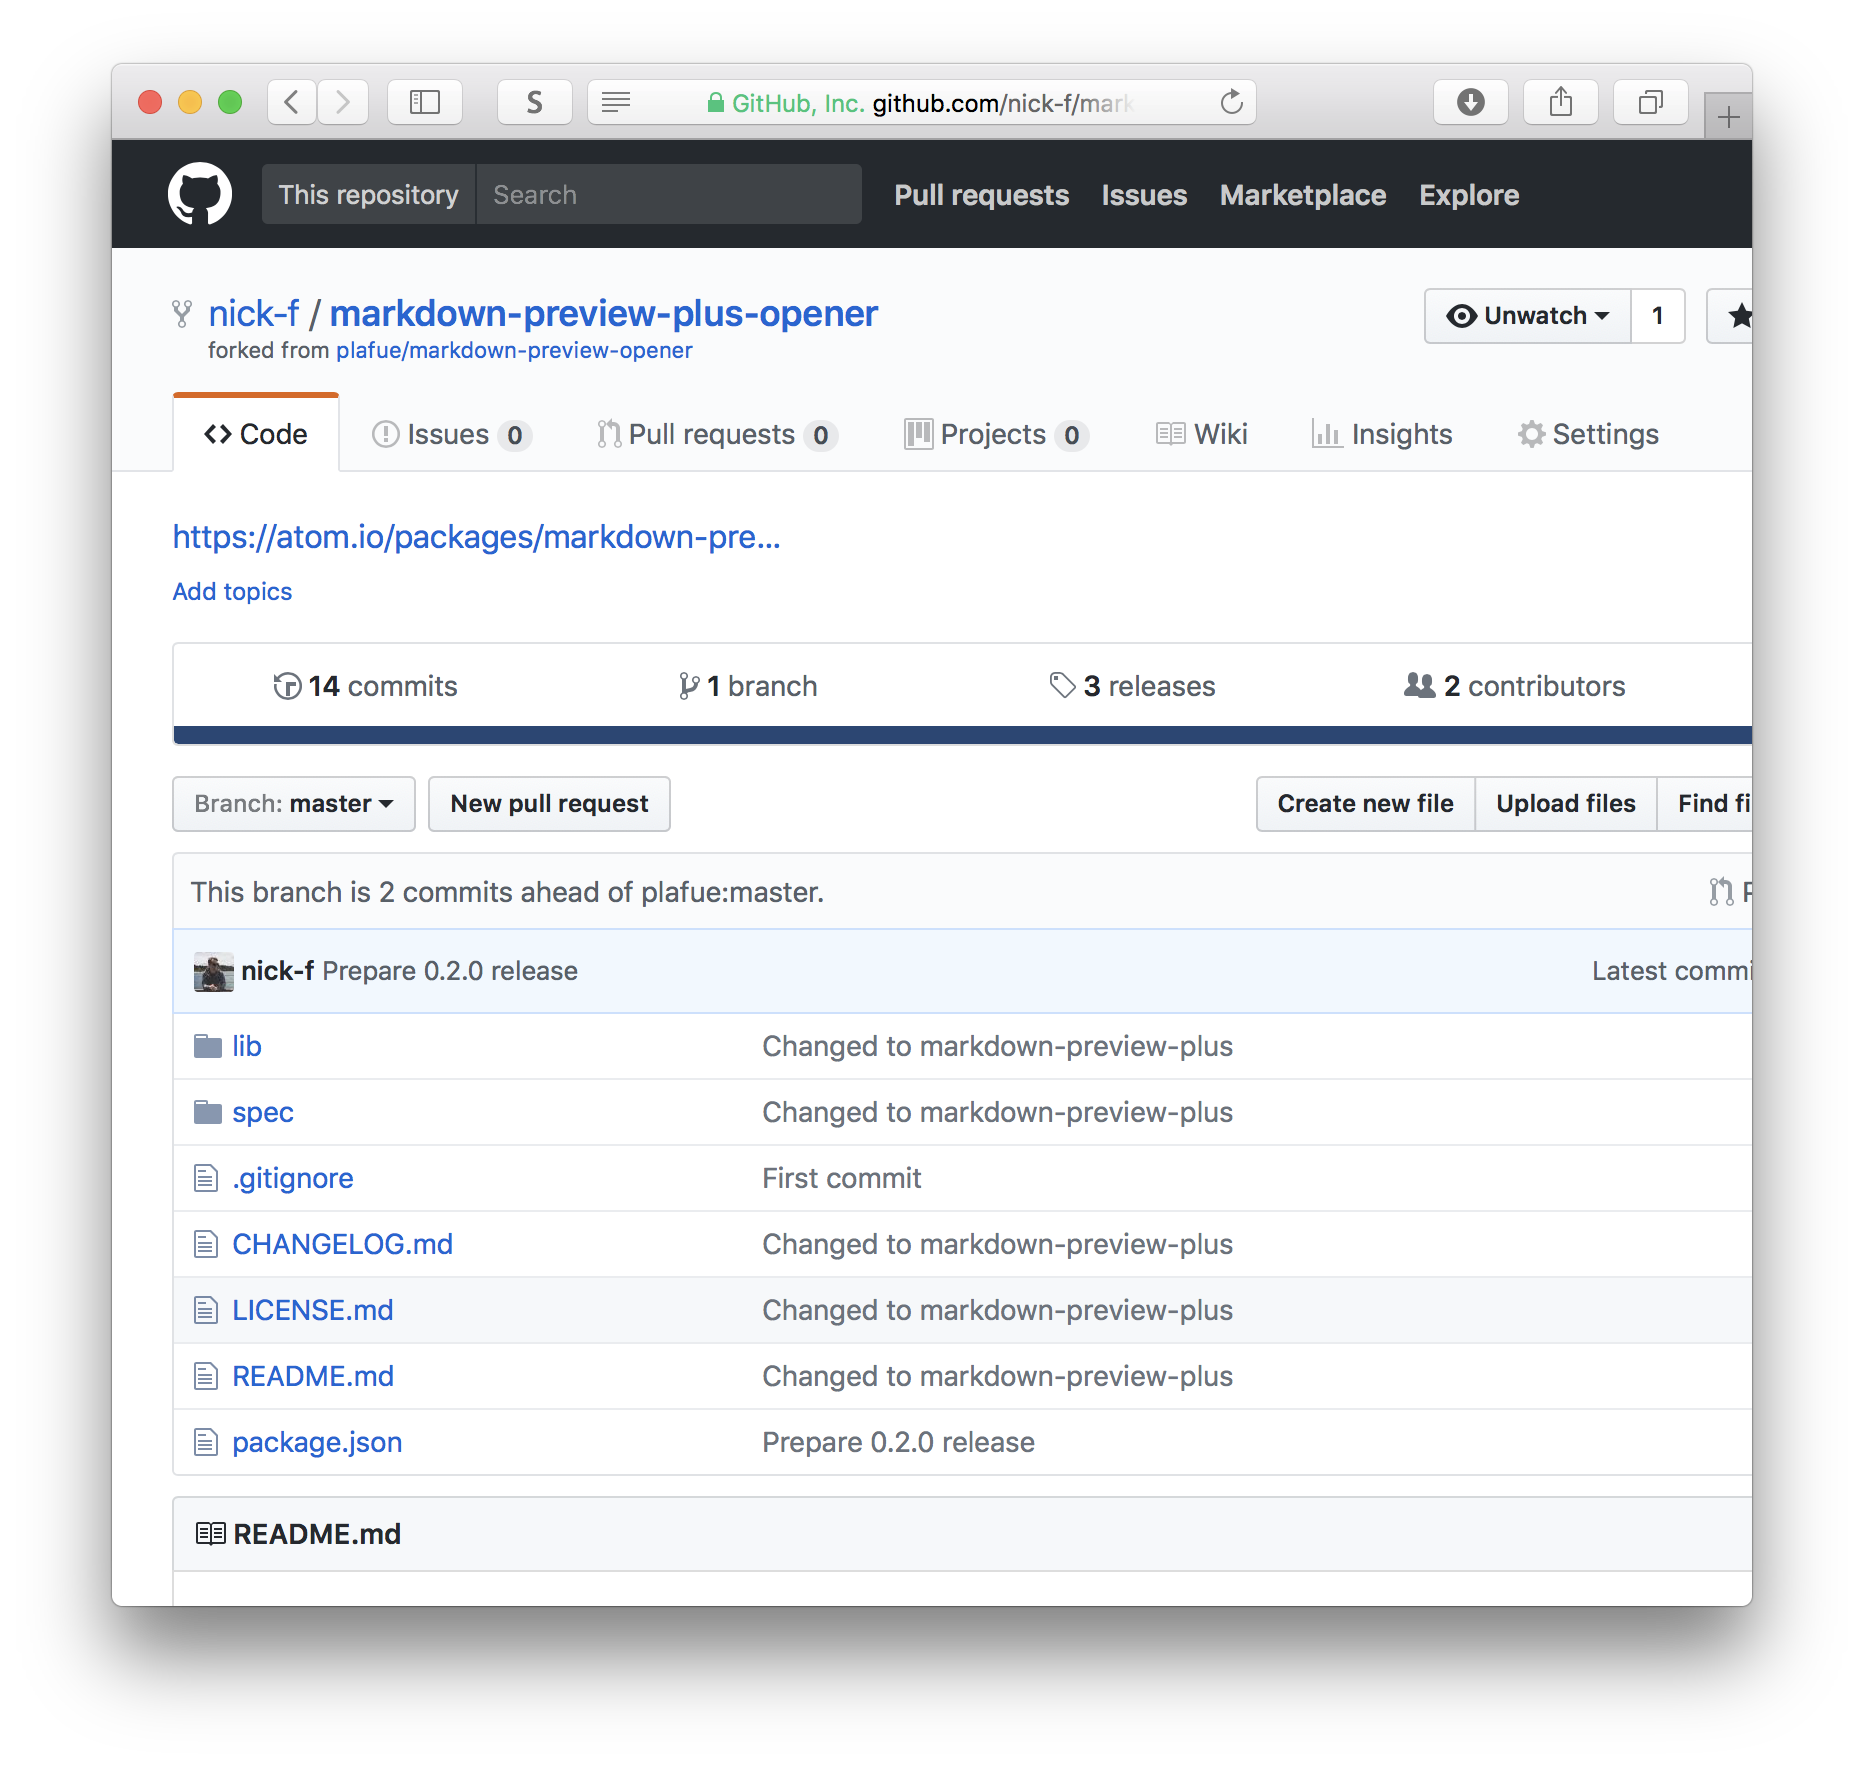 S
GitHub, Inc. github.com/nick-f/mark
This repository Search Pull requests Issues Marketplace Explore
nick-f / markdown-preview-plus-opener Unwatch 1
forked from plafue/markdown-preview-opener
Code Issues 0 Pull requests 0 Projects 0 Wiki Insights Settings
https://atom.io/packages/markdown-pre...
Add topics
14 commits 1 branch 3 releases 2 contributors
Branch: master New pull request Create new file Upload files Find fi
This branch is 2 commits ahead of plafue:master. P
nick-f Prepare 0.2.0 release Latest commi
lib Changed to markdown-preview-plus
spec Changed to markdown-preview-plus
.gitignore First commit
CHANGELOG.md Changed to markdown-preview-plus
LICENSE.md Changed to markdown-preview-plus
README.md Changed to markdown-preview-plus
package.json Prepare 0.2.0 release
README.md